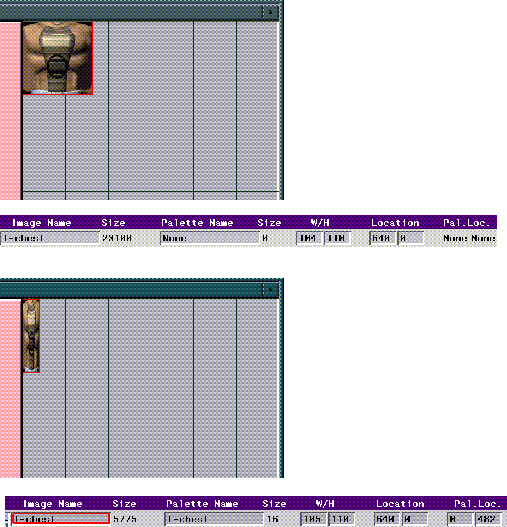 Image Name Size Palette Name Size W/H Location Pal.Loc.
T-chest 23100 None 0 104 110 640 0 None None
Image Name Size Palette Name Size W/H Location Pal.Loc.
T-chest 5775 T-chest 16 105 110 640 0 0 482